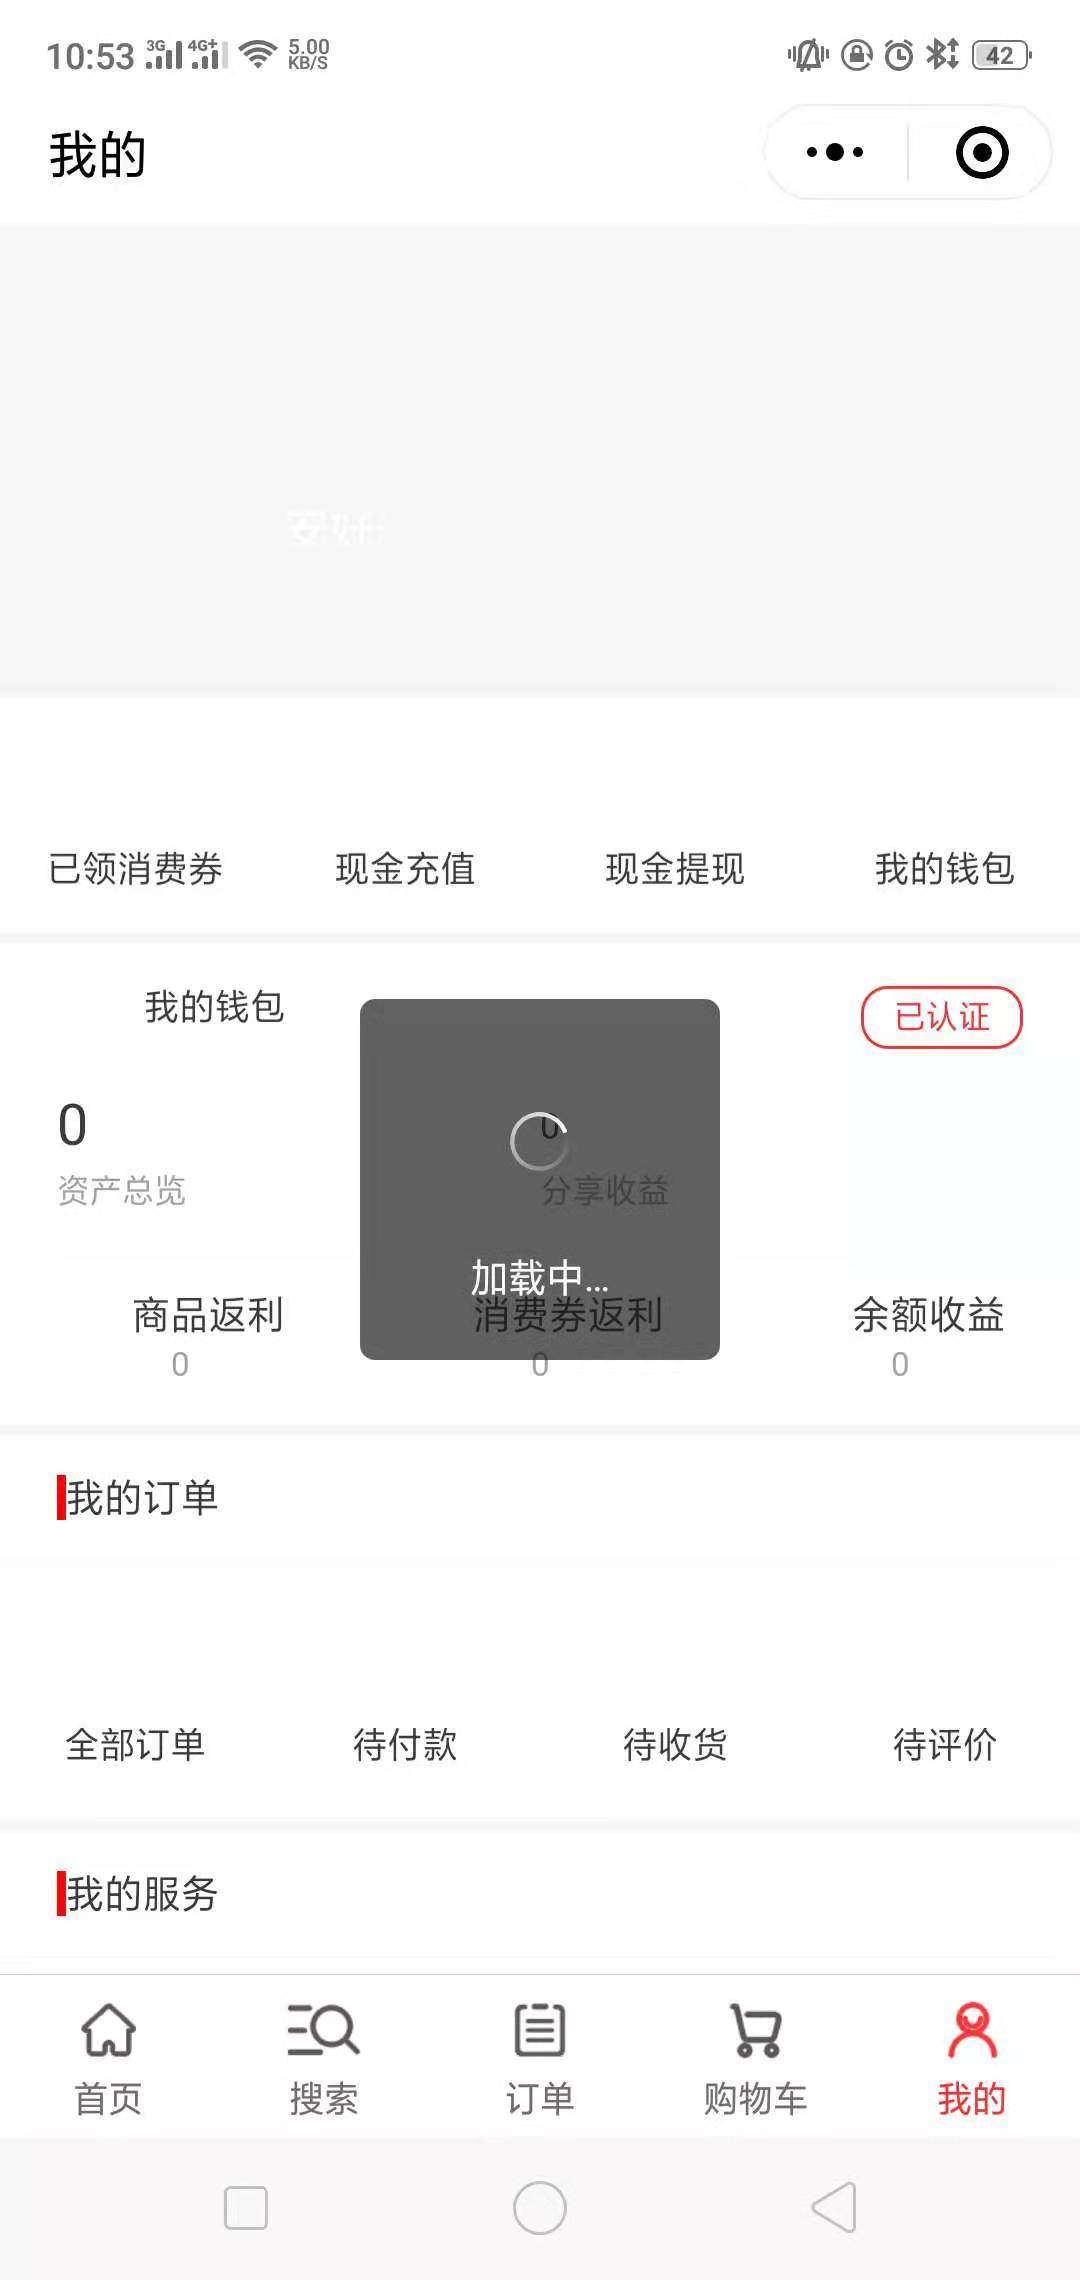 10:53 3G 4G+ 5.00 KB/S 42
我的
已领消费券 现金充值 现金提现 我的钱包
我的钱包 已认证
0 0
资产总览 分享收益
加载中...
商品返利 消费券返利 余额收益
0 0 0
我的订单
全部订单 待付款 待收货 待评价
我的服务
首页 搜索 订单 购物车 我的